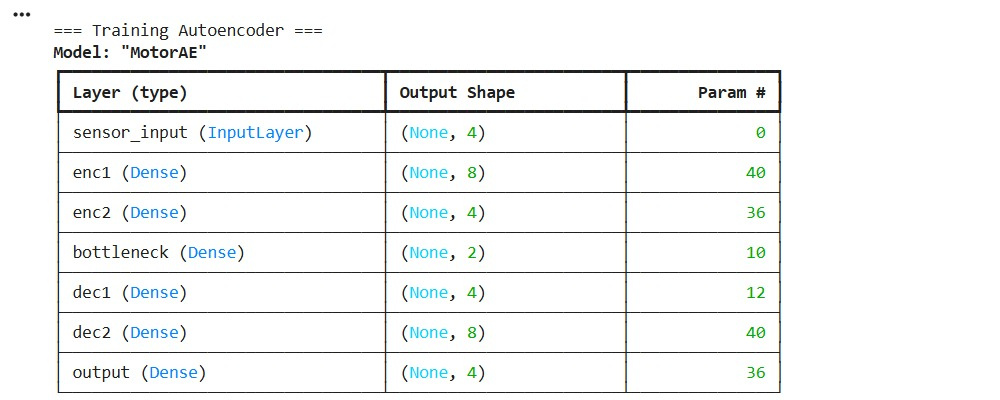 ...
=== Training Autoencoder ===
Model: "MotorAE"
Layer (type) Output Shape Param #
sensor_input (InputLayer) (None, 4) 0
enc1 (Dense) (None, 8) 40
enc2 (Dense) (None, 4) 36
bottleneck (Dense) (None, 2) 10
dec1 (Dense) (None, 4) 12
dec2 (Dense) (None, 8) 40
output (Dense) (None, 4) 36